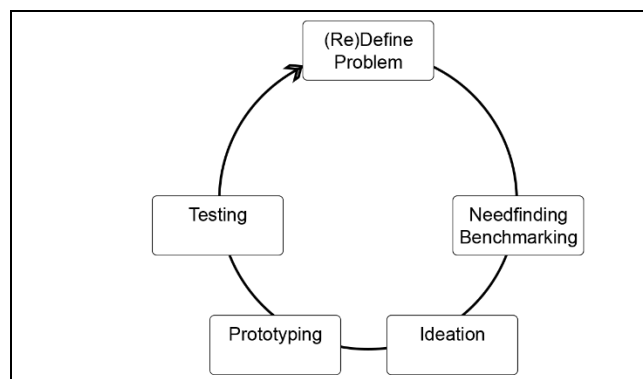 (Re)Define
Problem
Needfinding
Benchmarking
Ideation
Prototyping
Testing